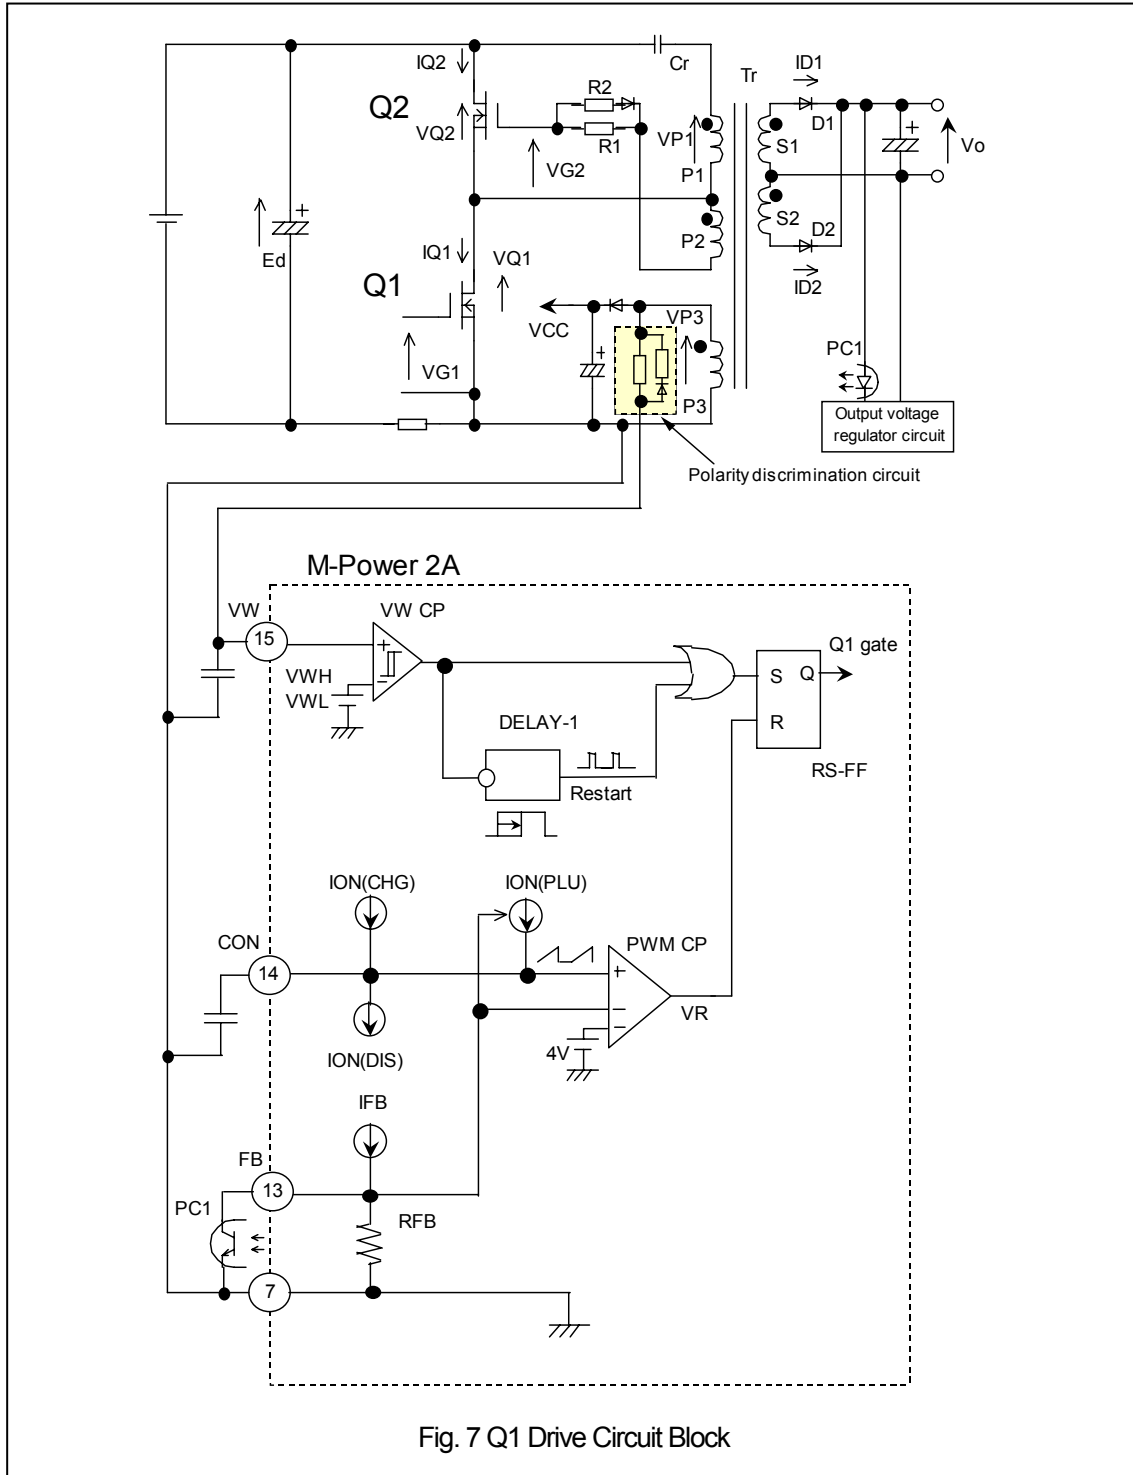 IQ2
Cr
Tr
ID1
Q2
R2
VQ2
R1
VP1
D1
S1
Vo
VG2
P1
S2
P2
D2
IQ1
VQ1
Ed
ID2
Q1
VCC
VP3
PC1
VG1
P3
Output voltage
regulator circuit
Polarity discrimination circuit
M-Power 2A
VW
VW CP
15
Q1 gate
VWH
VWL
S
Q
DELAY-1
R
Restart
RS-FF
ION(CHG)
ION(PLU)
CON
PWM CP
14
VR
4V
ION(DIS)
IFB
FB
13
PC1
RFB
7
Fig. 7 Q1 Drive Circuit Block